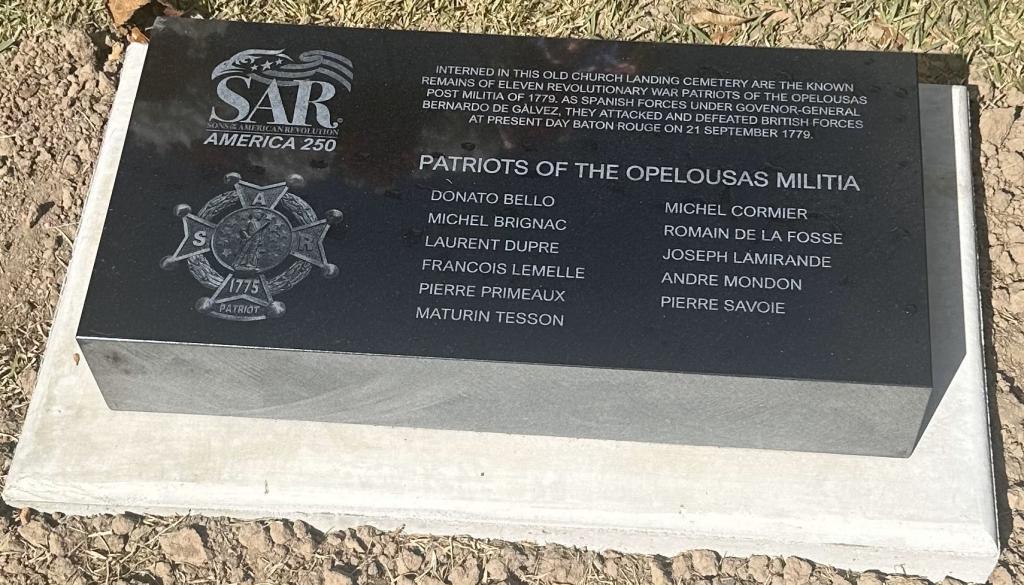 SAR
SONS OF THE AMERICAN REVOLUTION
AMERICA 250
INTERNED IN THIS OLD CHURCH LANDING CEMETERY ARE THE KNOWN
REMAINS OF ELEVEN REVOLUTIONARY WAR PATRIOTS OF THE OPELOUSAS
POST MILITIA OF 1779. AS SPANISH FORCES UNDER GOVENOR-GENERAL
BERNARDO DE GÁLVEZ, THEY ATTACKED AND DEFEATED BRITISH FORCES
AT PRESENT DAY BATON ROUGE ON 21 SEPTEMBER 1779.
PATRIOTS OF THE OPELOUSAS MILITIA
DONATO BELLO
MICHEL BRIGNAC
LAURENT DUPRE
FRANCOIS LEMELLE
PIERRE PRIMEAUX
MATURIN TESSON
MICHEL CORMIER
ROMAIN DE LA FOSSE
JOSEPH LAMIRANDE
ANDRE MONDON
PIERRE SAVOIE
S A R
1775
PATRIOT